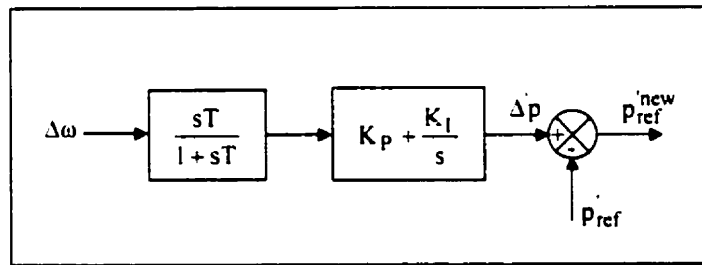 Δω
sT
1 + sT
K_P + K_I
s
Δp
+
-
p'_ref^new
p'_ref